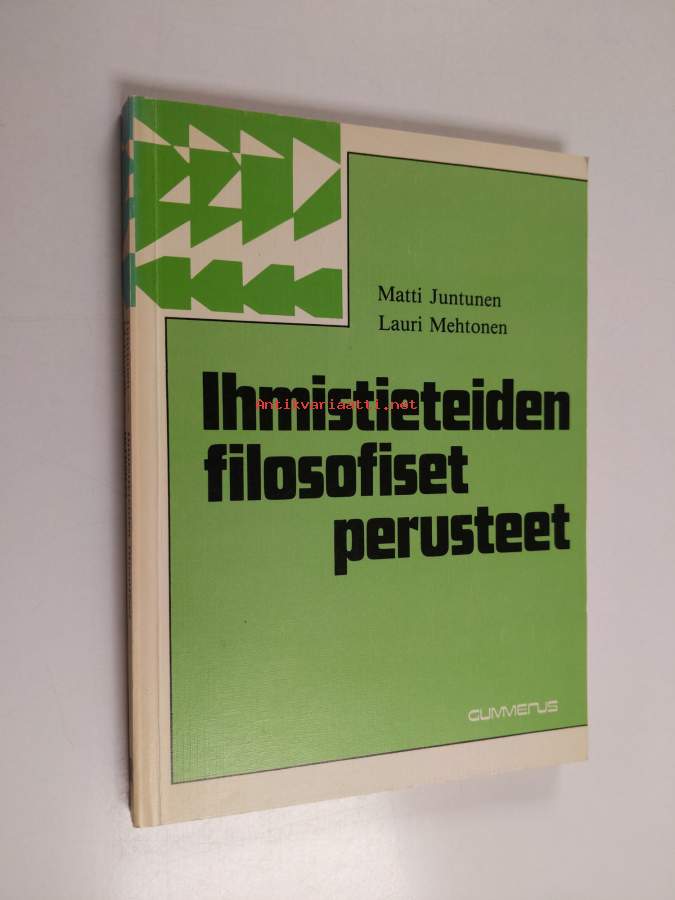 Matti Juntunen
Lauri Mehtonen
Ihmistieteiden
Antikvariaatti.net
filosofiset
perusteet
GUMMERUS